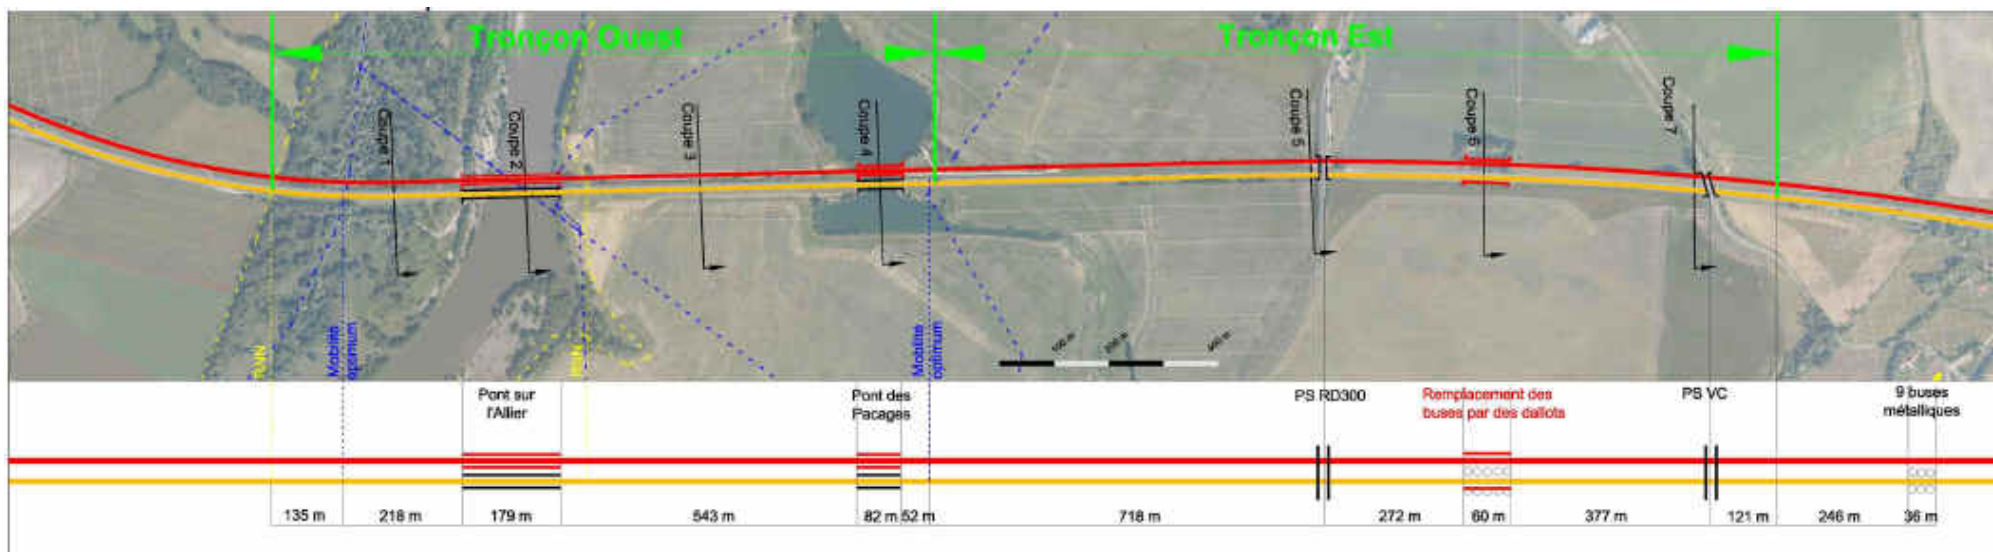 Tronçon Ouest
Tronçon Est
Coupe 1
Coupe 2
Coupe 3
Coupe 4
Coupe 5
Coupe 6
Coupe 7
Mobilité
optimum
Mobilité
optimum
200 m
400 m
Pont sur
l'Allier
Pont des
Pacages
PS RD300
Remplacement des
buses par des dallots
PS VC
9 buses
métalliques
135 m
218 m
179 m
543 m
82 m
52 m
718 m
272 m
60 m
377 m
121 m
246 m
36 m